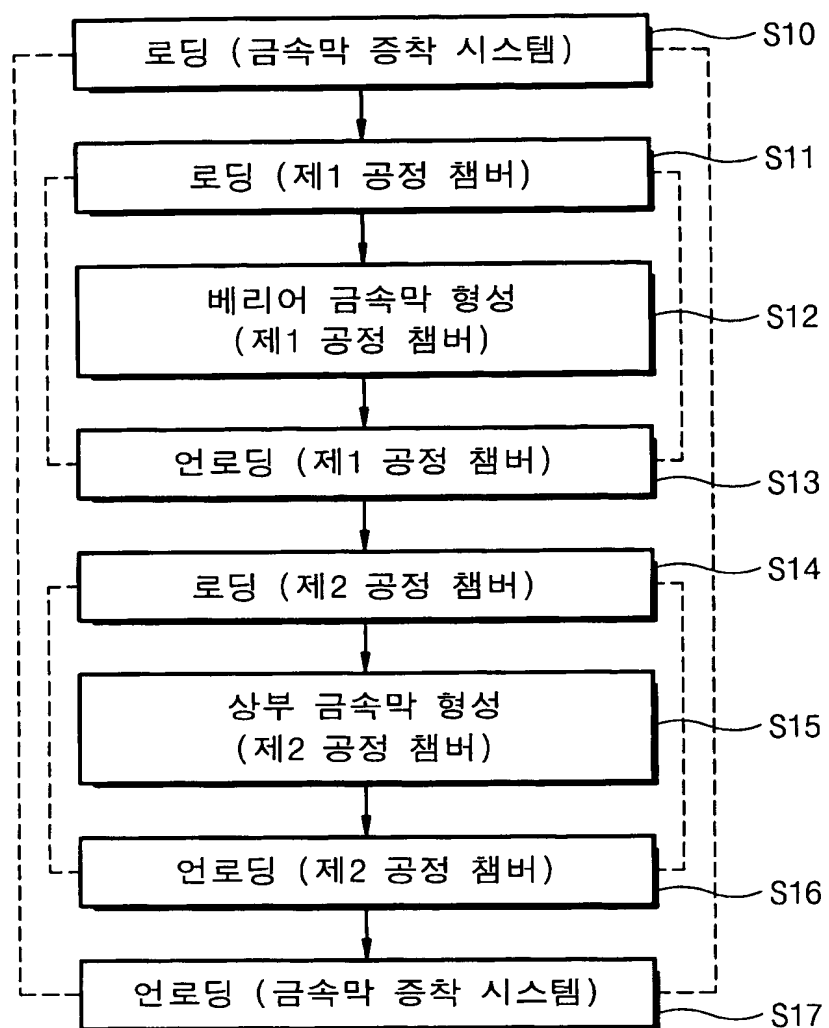 로딩 (금속막 증착 시스템)
S10
로딩 (제1 공정 챔버)
S11
베리어 금속막 형성
(제1 공정 챔버)
S12
언로딩 (제1 공정 챔버)
S13
로딩 (제2 공정 챔버)
S14
상부 금속막 형성
(제2 공정 챔버)
S15
언로딩 (제2 공정 챔버)
S16
언로딩 (금속막 증착 시스템)
S17